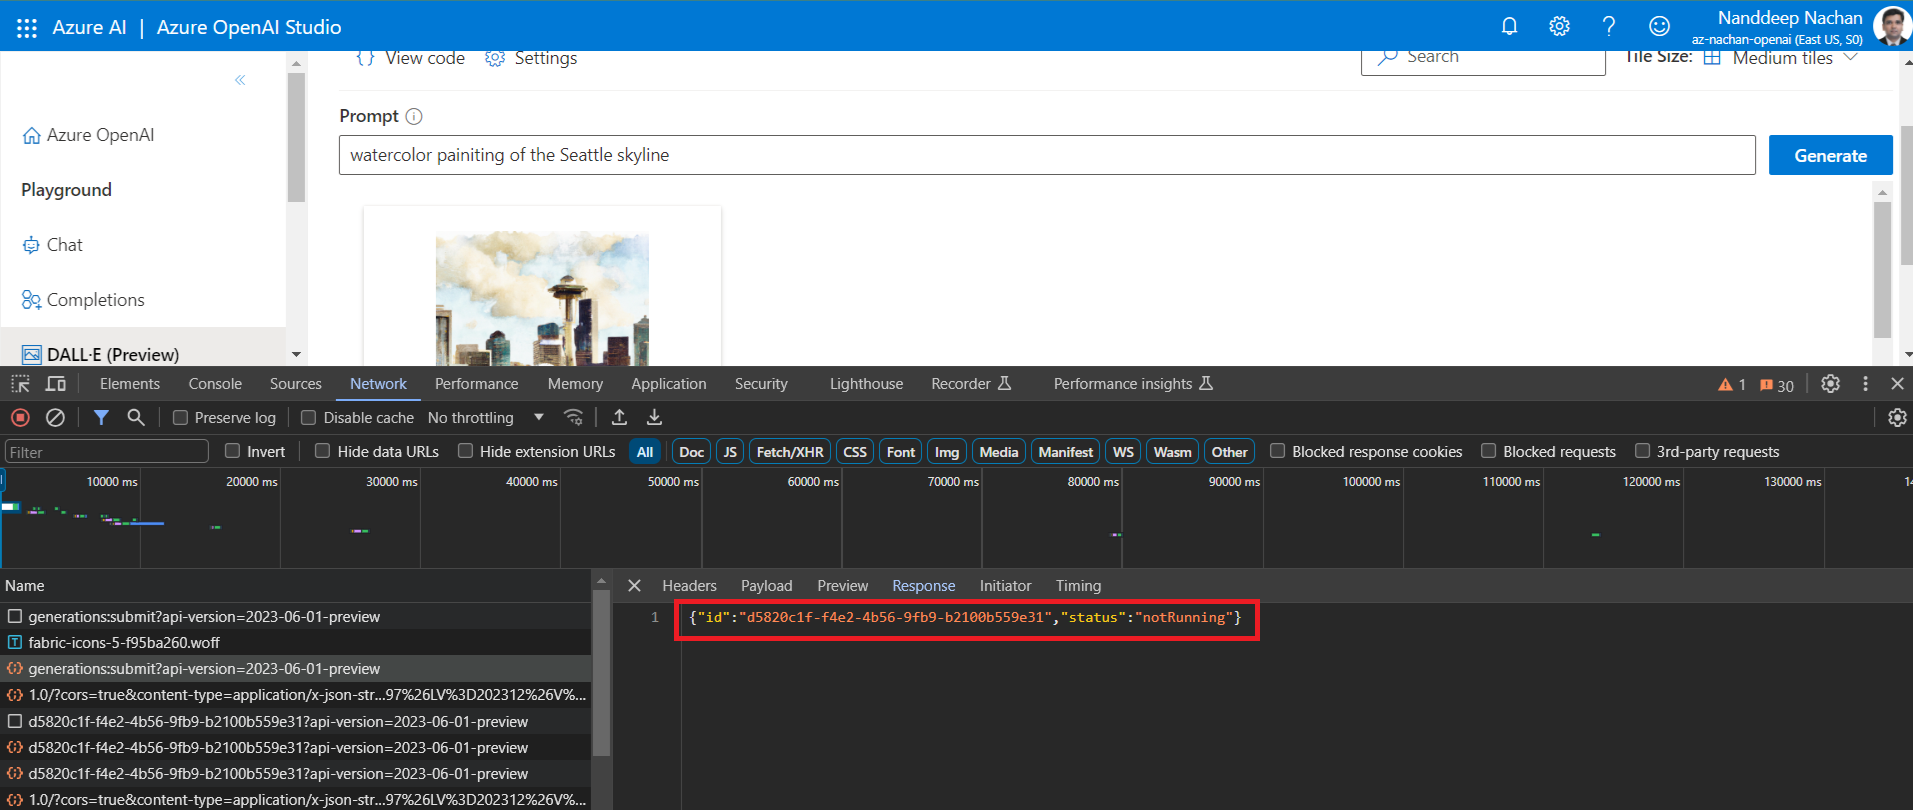 Azure AI | Azure OpenAI Studio
Nanddeep Nachan
az-nachan-openai (East US, S0)
View code Settings
Search
Tile Size: Medium tiles
Azure OpenAI
Playground
Chat
Completions
DALL·E (Preview)
Prompt
watercolor painiting of the Seattle skyline
Generate
Elements Console Sources Network Performance Memory Application Security Lighthouse Recorder Performance insights 1 30
Preserve log Disable cache No throttling
Filter Invert Hide data URLs Hide extension URLs All Doc JS Fetch/XHR CSS Font Img Media Manifest WS Wasm Other Blocked response cookies Blocked requests 3rd-party requests
10000 ms 20000 ms 30000 ms 40000 ms 50000 ms 60000 ms 70000 ms 80000 ms 90000 ms 100000 ms 110000 ms 120000 ms 130000 ms 14
Name
generations:submit?api-version=2023-06-01-preview
fabric-icons-5-f95ba260.woff
generations:submit?api-version=2023-06-01-preview
1.0/?cors=true&content-type=application/x-json-str...97%26LV%3D202312%26V%...
d5820c1f-f4e2-4b56-9fb9-b2100b559e31?api-version=2023-06-01-preview
d5820c1f-f4e2-4b56-9fb9-b2100b559e31?api-version=2023-06-01-preview
d5820c1f-f4e2-4b56-9fb9-b2100b559e31?api-version=2023-06-01-preview
1.0/?cors=true&content-type=application/x-json-str...97%26LV%3D202312%26V%...
Headers Payload Preview Response Initiator Timing
1 {"id":"d5820c1f-f4e2-4b56-9fb9-b2100b559e31","status":"notRunning"}